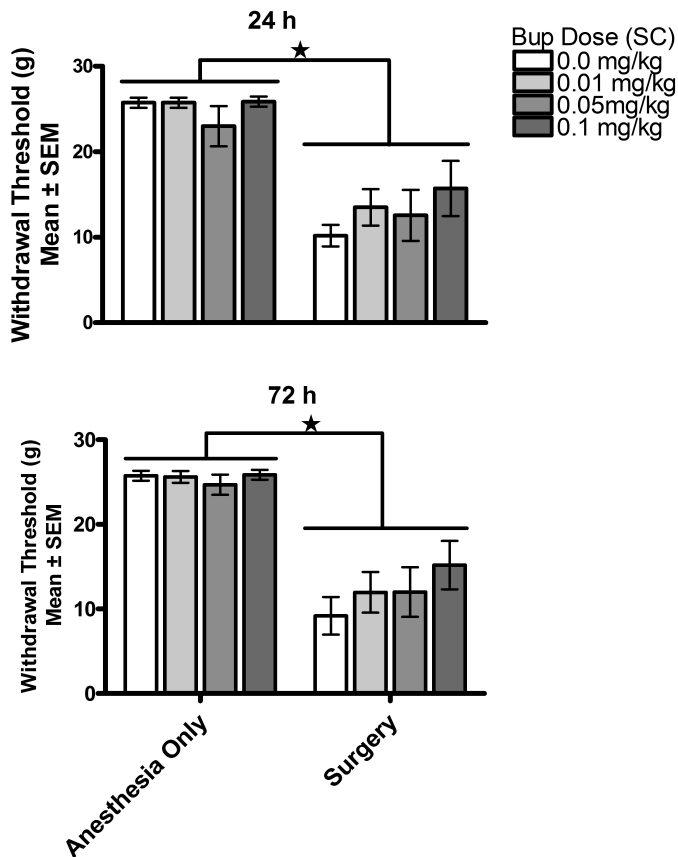 24 h
★
Bup Dose (SC)
0.0 mg/kg
0.01 mg/kg
0.05mg/kg
0.1 mg/kg
Withdrawal Threshold (g)
Mean ± SEM
30
20
10
0
72 h
★
Withdrawal Threshold (g)
Mean ± SEM
30
20
10
0
Anesthesia Only
Surgery